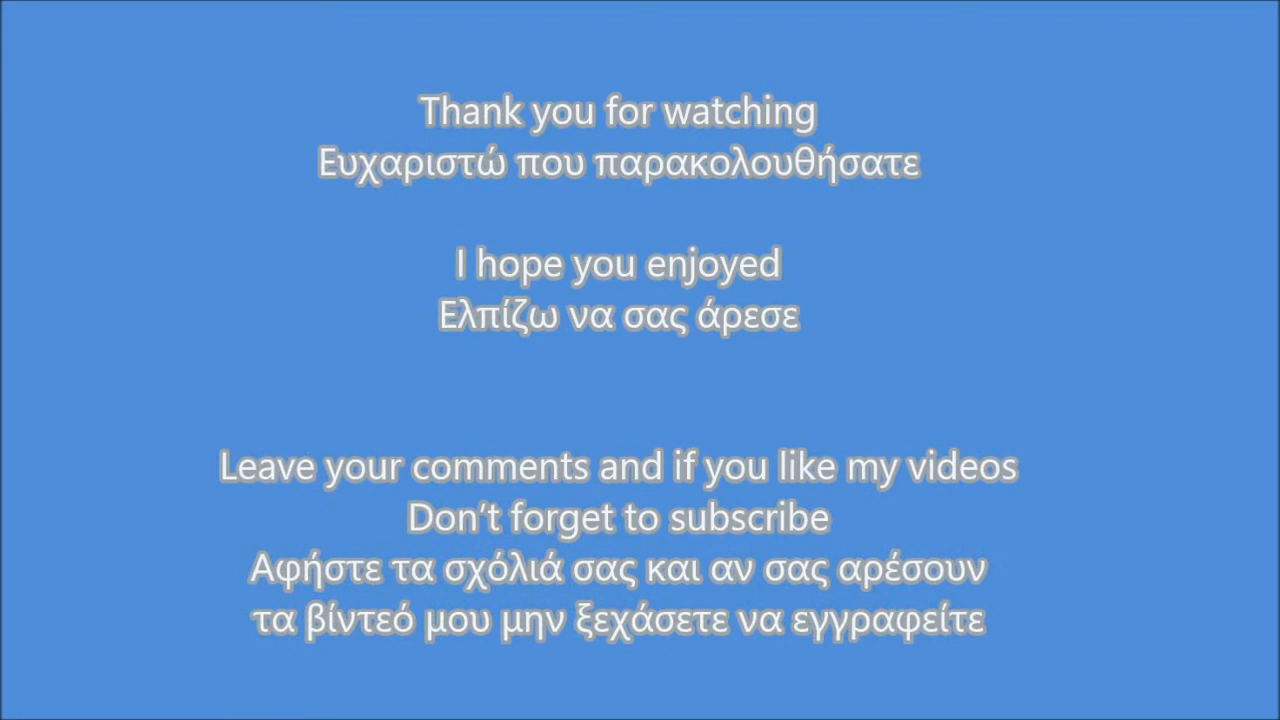 Thank you for watching
Ευχαριστώ που παρακολουθήσατε
I hope you enjoyed
Ελπίζω να σας άρεσε
Leave your comments and if you like my videos
Don’t forget to subscribe
Αφήστε τα σχόλιά σας και αν σας αρέσουν
τα βίντεό μου μην ξεχάσετε να εγγραφείτε